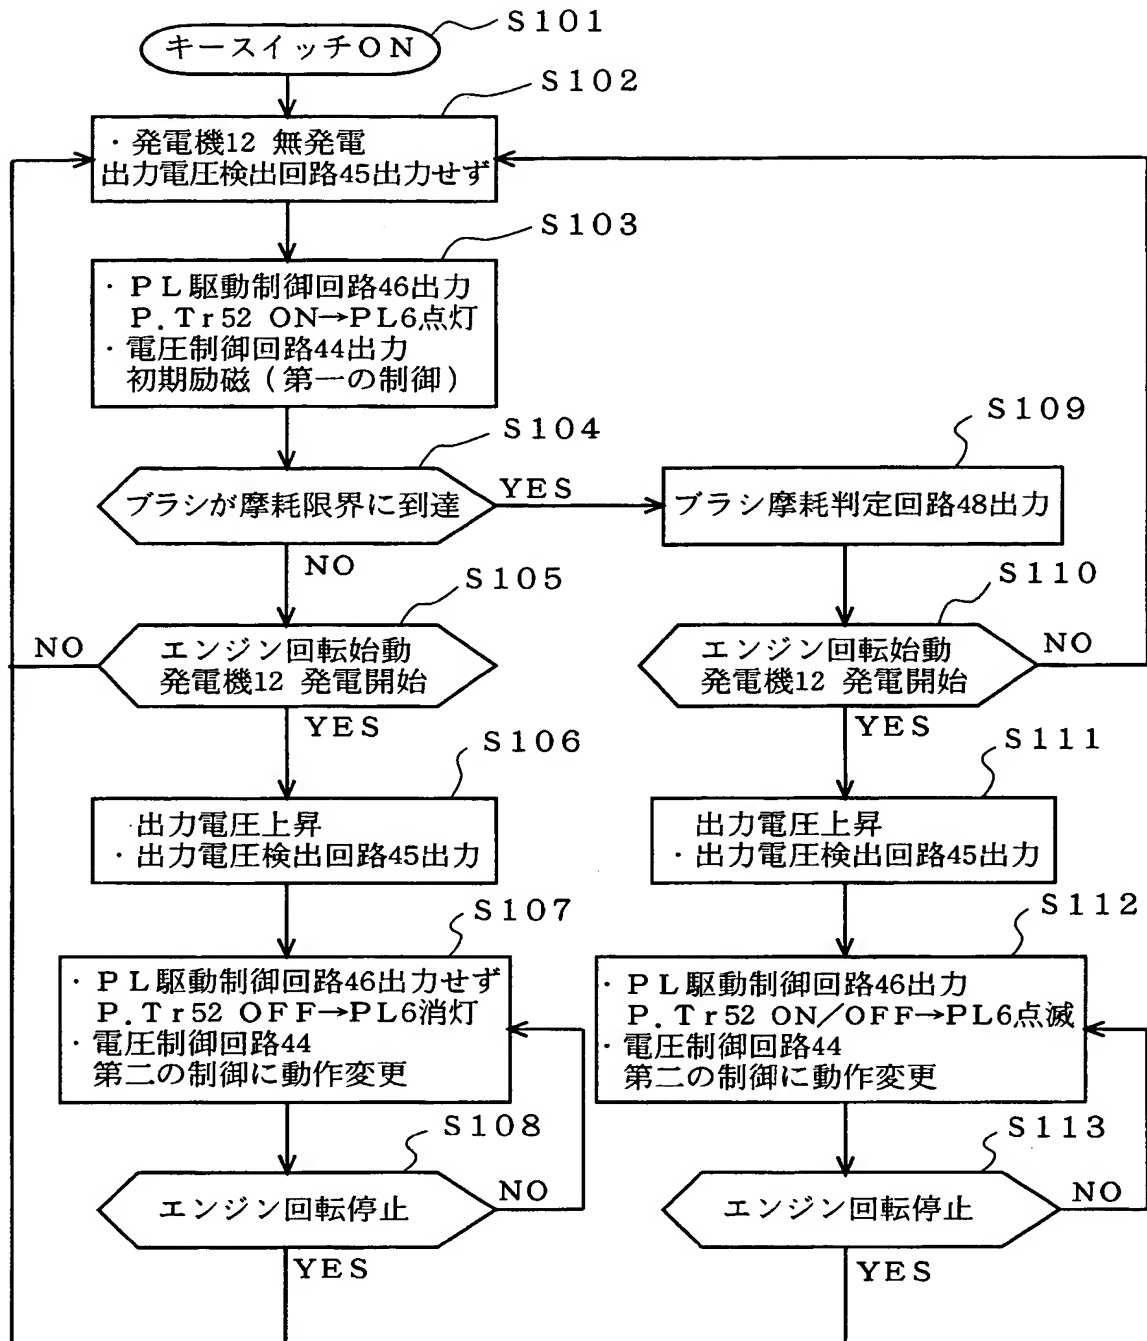 S101
キースイッチON
S102
・発電機12 無発電
出力電圧検出回路45出力せず
S103
・PL駆動制御回路46出力
P.Tr52 ON→PL6点灯
・電圧制御回路44出力
初期励磁(第一の制御)
S104
ブラシが摩耗限界に到達
YES
NO
S109
ブラシ摩耗判定回路48出力
S105
エンジン回転始動
発電機12 発電開始
NO
YES
S110
エンジン回転始動
発電機12 発電開始
NO
YES
S106
出力電圧上昇
・出力電圧検出回路45出力
S111
出力電圧上昇
・出力電圧検出回路45出力
S107
・PL駆動制御回路46出力せず
P.Tr52 OFF→PL6消灯
・電圧制御回路44
第二の制御に動作変更
S112
・PL駆動制御回路46出力
P.Tr52 ON/OFF→PL6点滅
・電圧制御回路44
第二の制御に動作変更
S108
エンジン回転停止
NO
YES
S113
エンジン回転停止
NO
YES